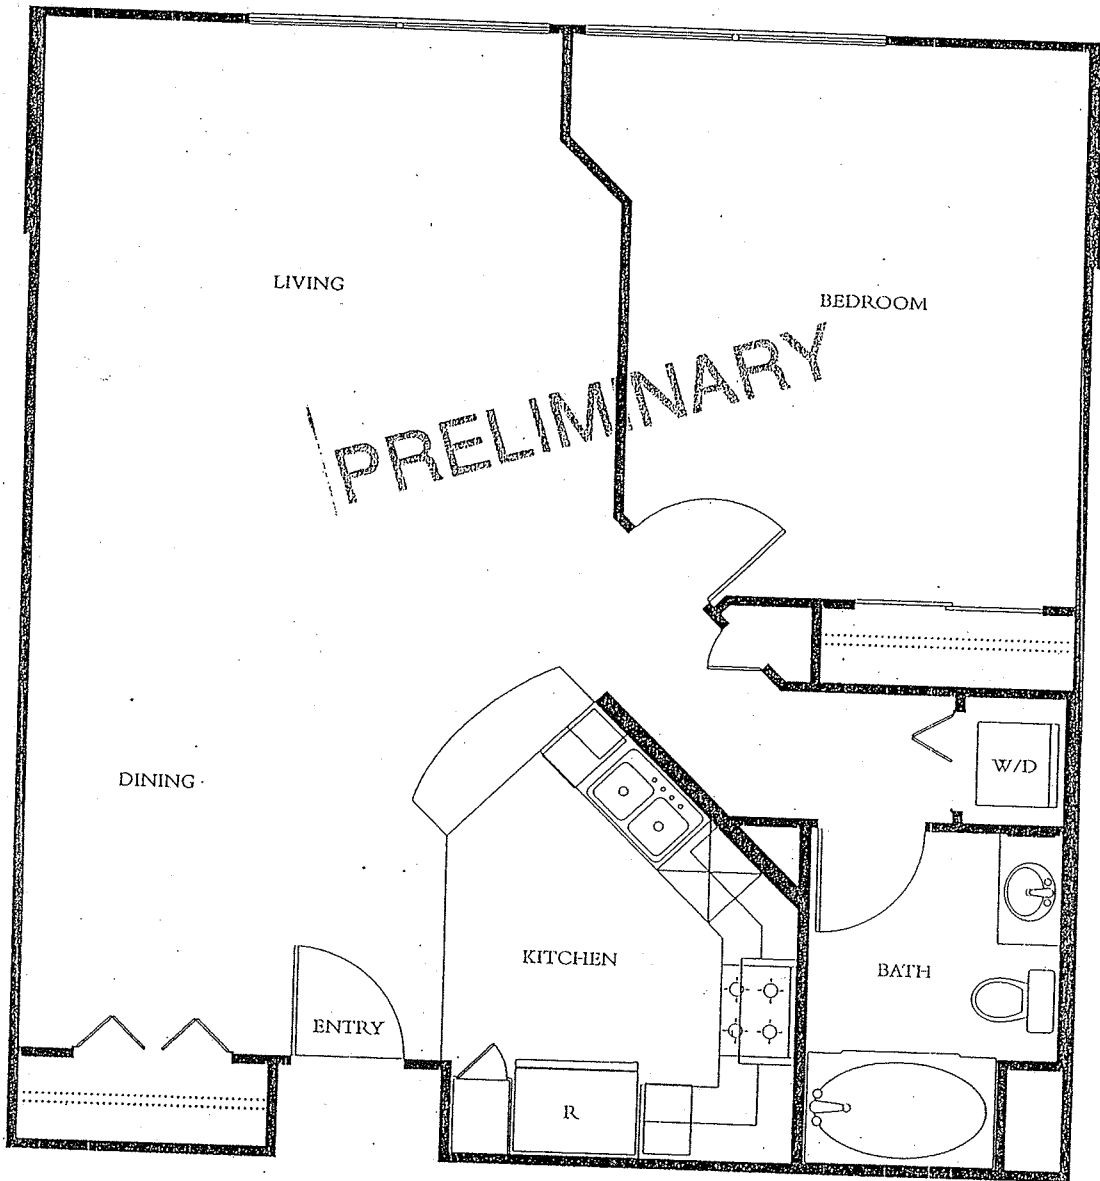 LIVING
BEDROOM
PRELIMINARY
DINING
W/D
KITCHEN
BATH
ENTRY
R